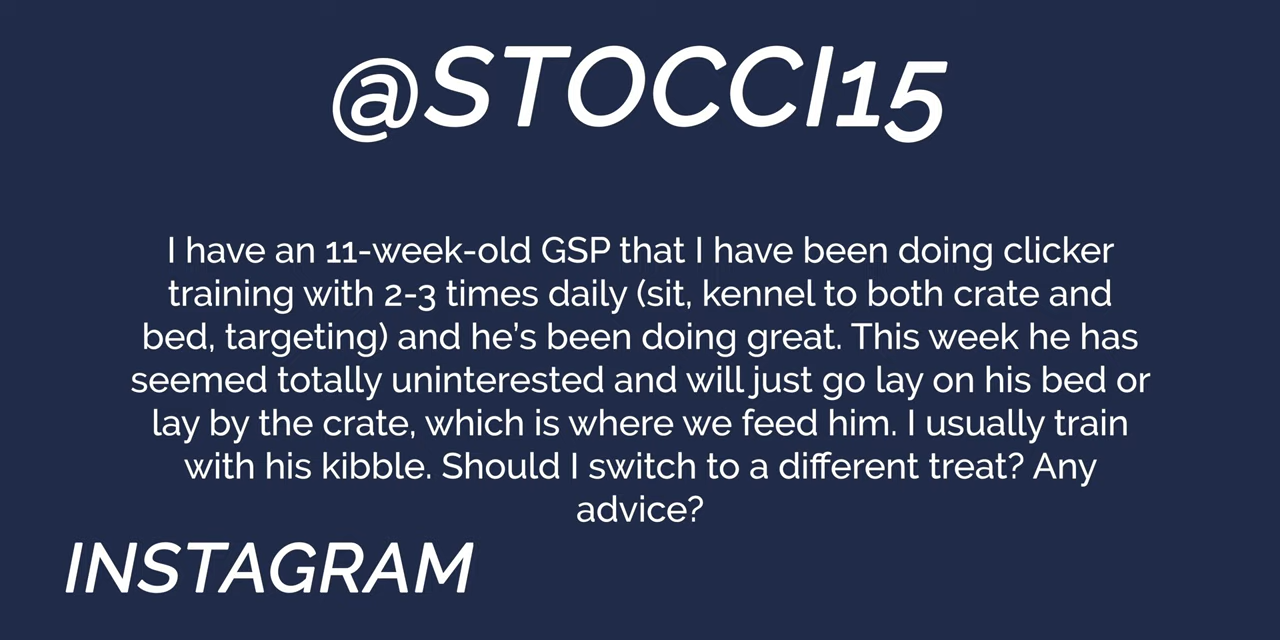 @STOCCI15
I have an 11-week-old GSP that I have been doing clicker
training with 2-3 times daily (sit, kennel to both crate and
bed, targeting) and he's been doing great. This week he has
seemed totally uninterested and will just go lay on his bed or
lay by the crate, which is where we feed him. I usually train
with his kibble. Should I switch to a different treat? Any
advice?
INSTAGRAM